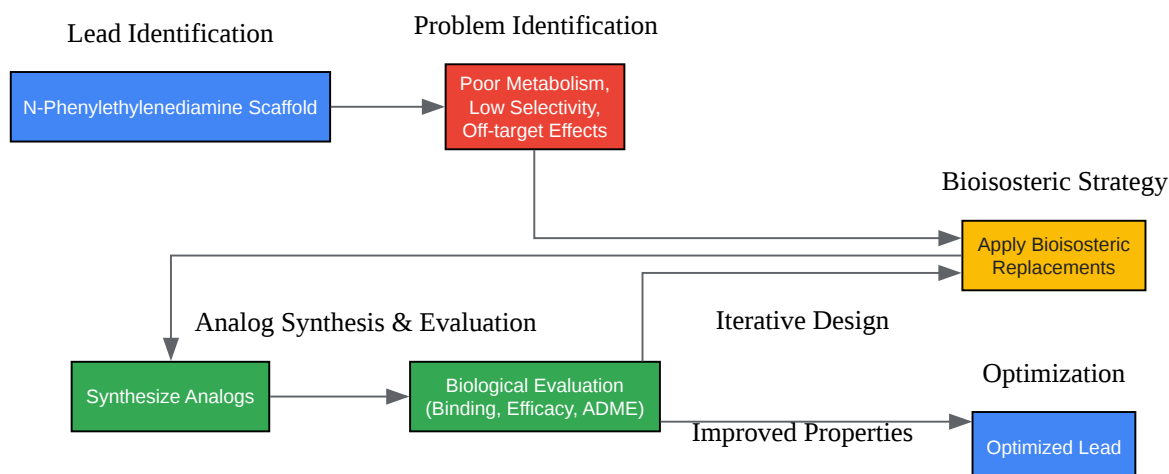 Lead Identification
Problem Identification
N-Phenylethylenediamine Scaffold
Poor Metabolism,
Low Selectivity,
Off-target Effects
Bioisosteric Strategy
Apply Bioisosteric
Replacements
Analog Synthesis & Evaluation
Iterative Design
Synthesize Analogs
Biological Evaluation
(Binding, Efficacy, ADME)
Optimization
Improved Properties
Optimized Lead